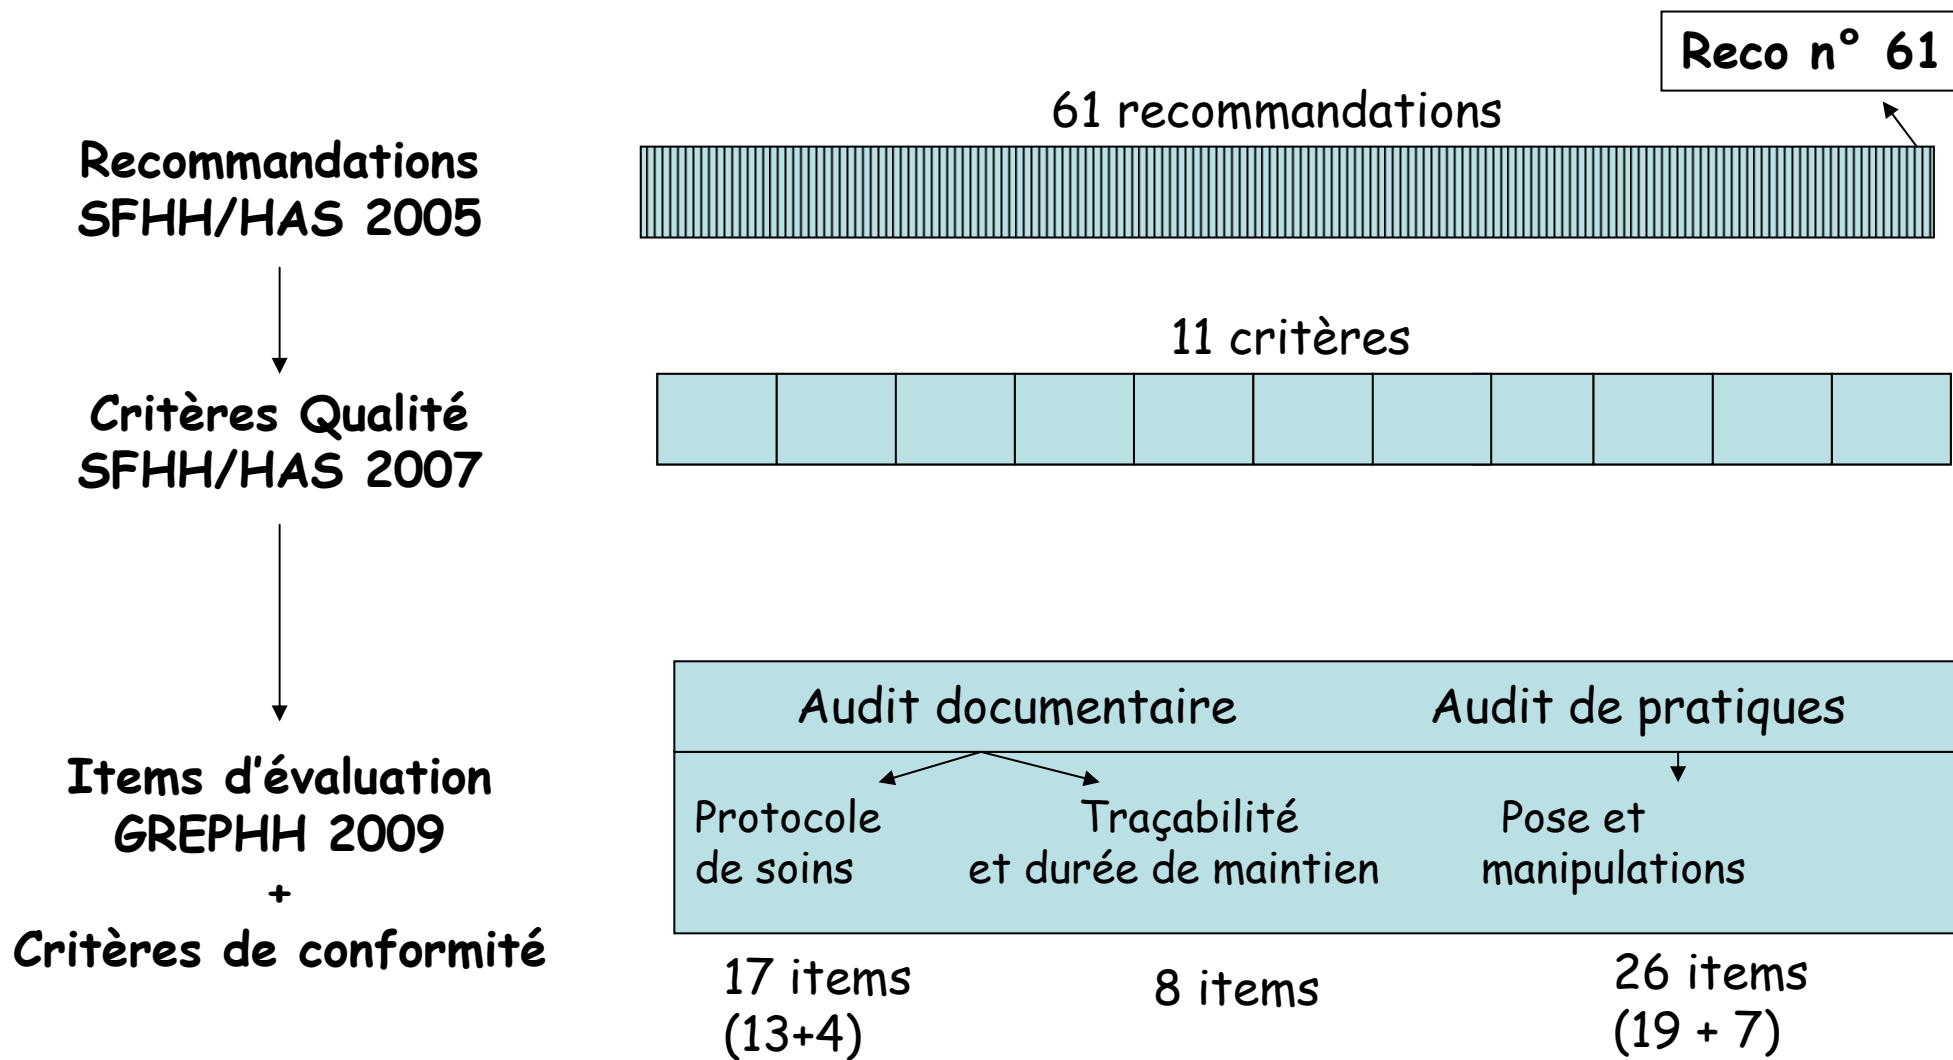 Reco n° 61
61 recommandations
Recommandations
SFHH/HAS 2005
11 critères
Critères Qualité
SFHH/HAS 2007
Audit documentaire
Audit de pratiques
Items d'évaluation
GREPHH 2009
+
Critères de conformité
Protocole
de soins
Traçabilité
et durée de maintien
Pose et
manipulations
17 items
(13+4)
8 items
26 items
(19 + 7)